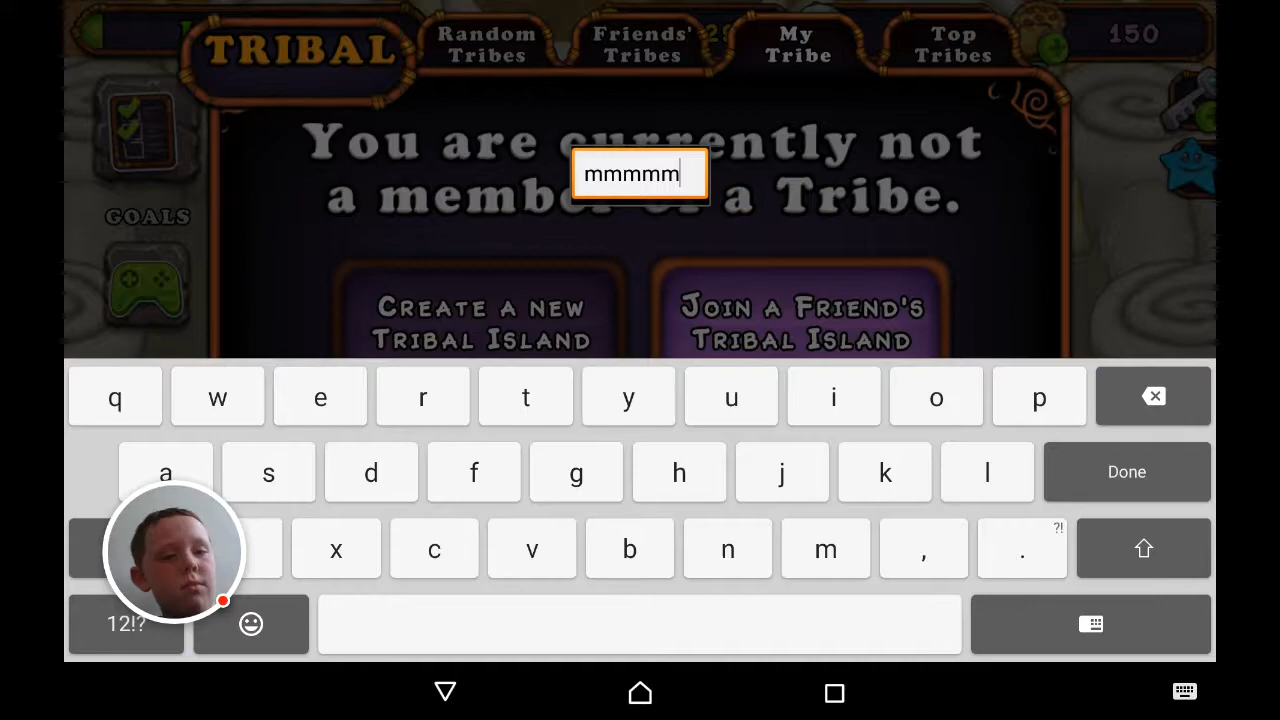 TRIBAL
Random Tribes
Friends' Tribes
My Tribe
Top Tribes
150
You are currently not
a member of a Tribe.
mmmmm
GOALS
CREATE A NEW
TRIBAL ISLAND
JOIN A FRIEND'S
TRIBAL ISLAND
q w e r t y u i o p
a s d f g h j k l Done
x c v b n m , . ?!
12!?